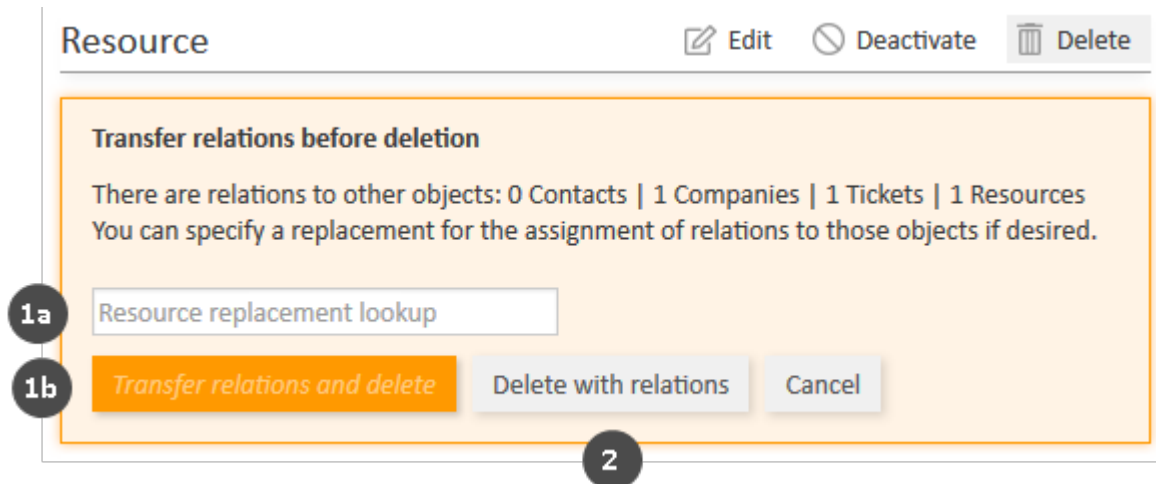 Resource Edit Deactivate Delete
Transfer relations before deletion
There are relations to other objects: 0 Contacts | 1 Companies | 1 Tickets | 1 Resources
You can specify a replacement for the assignment of relations to those objects if desired.
1a Resource replacement lookup
1b Transfer relations and delete Delete with relations Cancel
2